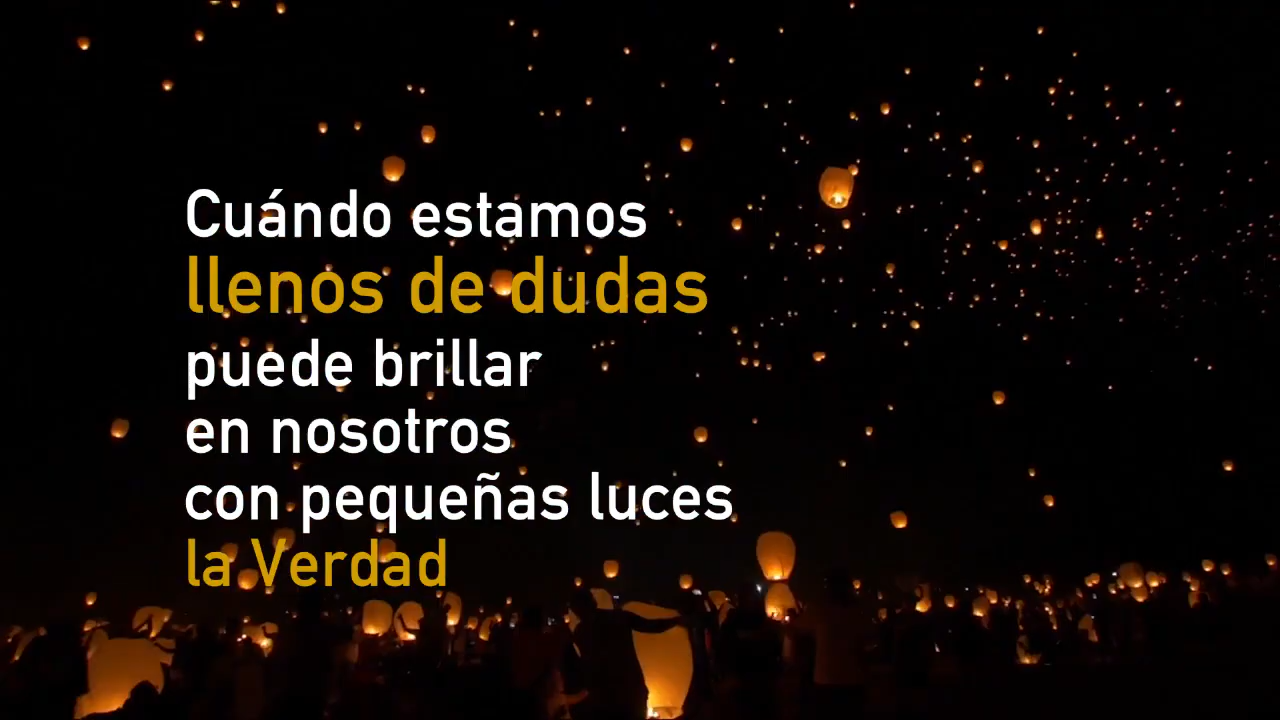 Cuándo estamos
llenos de dudas
puede brillar
en nosotros
con pequeñas luces
la Verdad